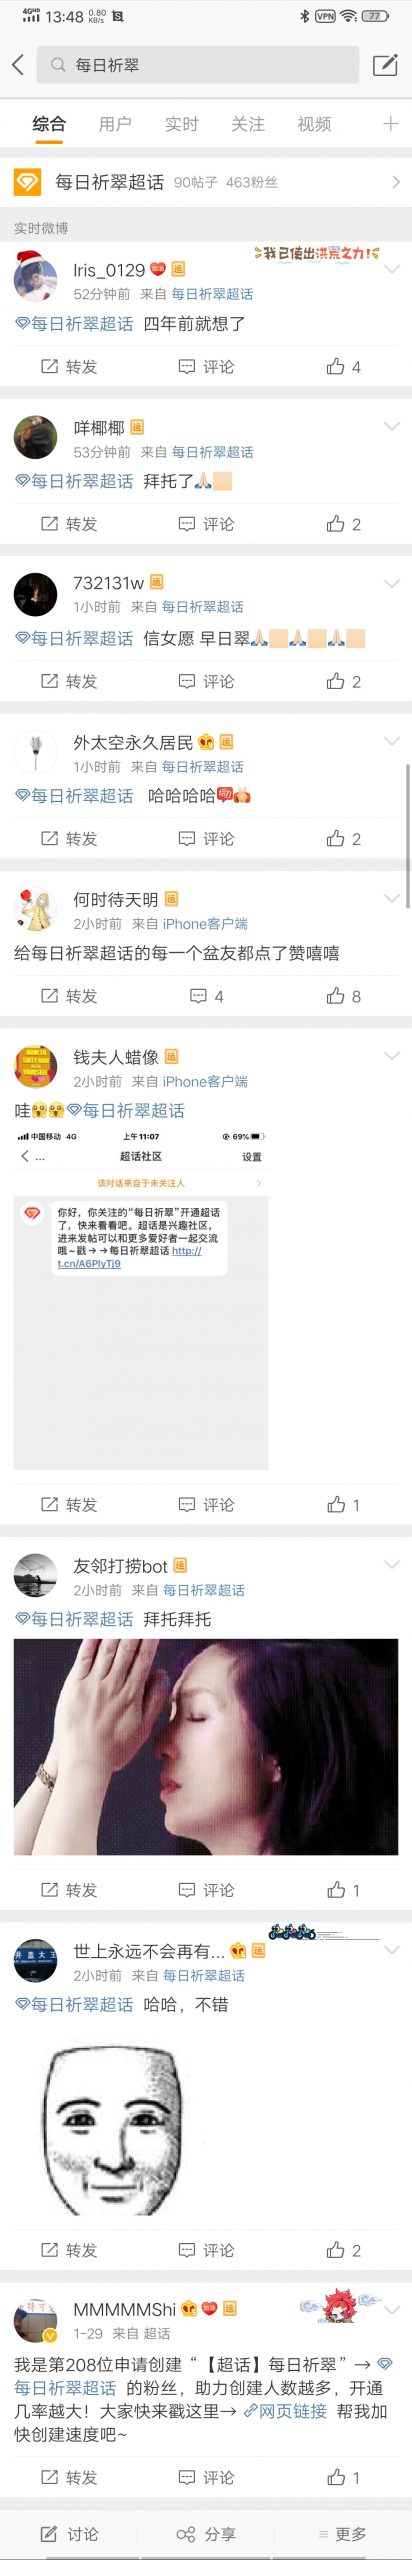 4GHD 13:48 0.80 KB/s VPN 77
每日祈翠
综合 用户 实时 关注 视频
每日祈翠超话 90帖子 463粉丝
实时微博
我已使出洪荒之力!
Iris_0129 加油 运
52分钟前 来自 每日祈翠超话
每日祈翠超话 四年前就想了
转发 评论 4
咩椰椰 运
53分钟前 来自 每日祈翠超话
每日祈翠超话 拜托了🙏🏻
转发 评论 2
732131w 运
1小时前 来自 每日祈翠超话
每日祈翠超话 信女愿 早日翠🙏🏻🙏🏻🙏🏻
转发 评论 2
外太空永久居民 运
1小时前 来自 每日祈翠超话
每日祈翠超话 哈哈哈哈
转发 评论 2
何时待天明 运
2小时前 来自 iPhone客户端
给每日祈翠超话的每一个盆友都点了赞嘻嘻
转发 4 8
HOW TO
SIXTY NINE
WITH
YOURSELF
钱夫人蜡像 运
2小时前 来自 iPhone客户端
哇每日祈翠超话
中国移动 4G 上午11:07 69%
... 超话社区 设置
该对话来自于未关注人
你好，你关注的“每日祈翠”开通超话
了，快来看看吧。超话是兴趣社区，
进来发帖可以和更多爱好者一起交流
哦~戳→→每日祈翠超话 http://
t.cn/A6PIyTj9
转发 评论 1
友邻打捞bot 运
2小时前 来自 每日祈翠超话
每日祈翠超话 拜托拜托
转发 评论 1
井盖大王
世上永远不会再有... 运
2小时前 来自 每日祈翠超话
每日祈翠超话 哈哈，不错
转发 评论 2
MMMMMShi 加油 运
1-29 来自 超话
我是第208位申请创建“【超话】每日祈翠”→
每日祈翠超话 的粉丝，助力创建人数越多，开通
几率越大！大家快来戳这里→ 网页链接 帮我加
快创建速度吧~
转发 评论 1
讨论 分享 更多